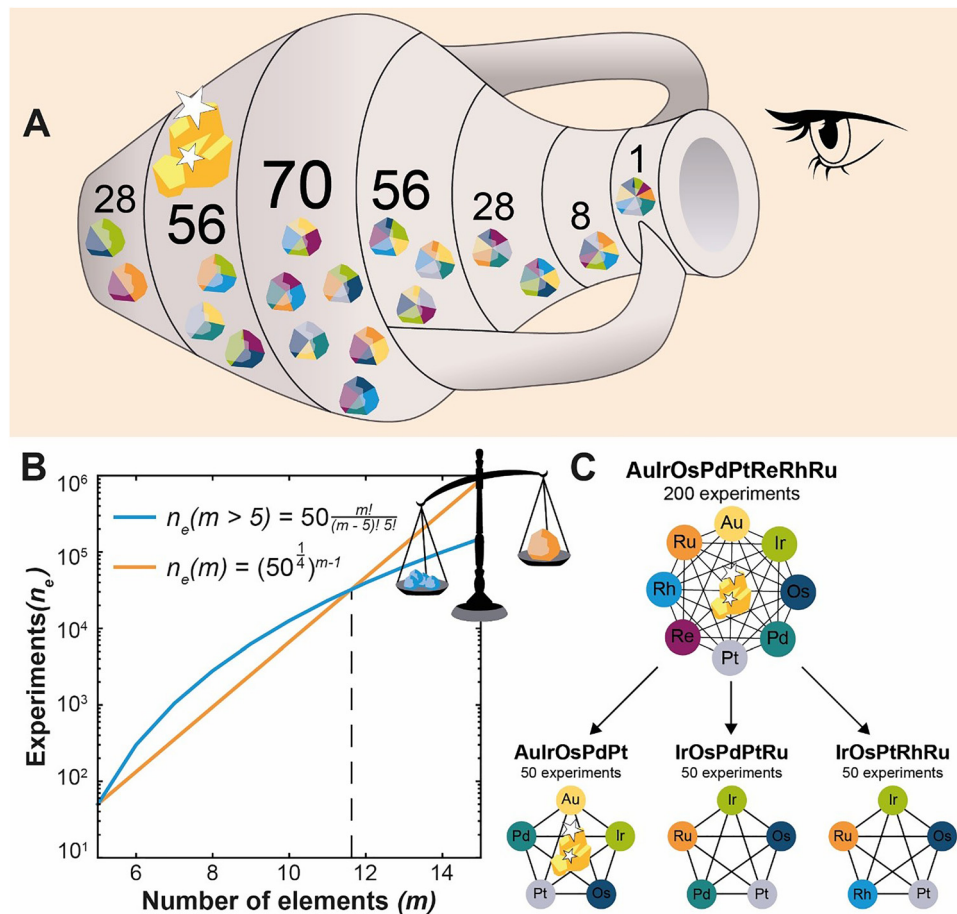 A
28
56
70
56
28
8
1
B
Experiments(nₑ)
10⁶
10⁵
10⁴
10³
10²
10¹
nₑ(m > 5) = 50 m! / (m - 5)! 5!
nₑ(m) = (50^¼)^m-1
6 8 10 12 14
Number of elements (m)
C
AuIrOsPdPtReRhRu
200 experiments
Au
Ru
Ir
Rh
Os
Re
Pd
Pt
AuIrOsPdPt
50 experiments
Au
Pd
Ir
Pt
Os
IrOsPdPtRu
50 experiments
Ir
Ru
Os
Pd
Pt
IrOsPtRhRu
50 experiments
Ir
Ru
Os
Rh
Pt